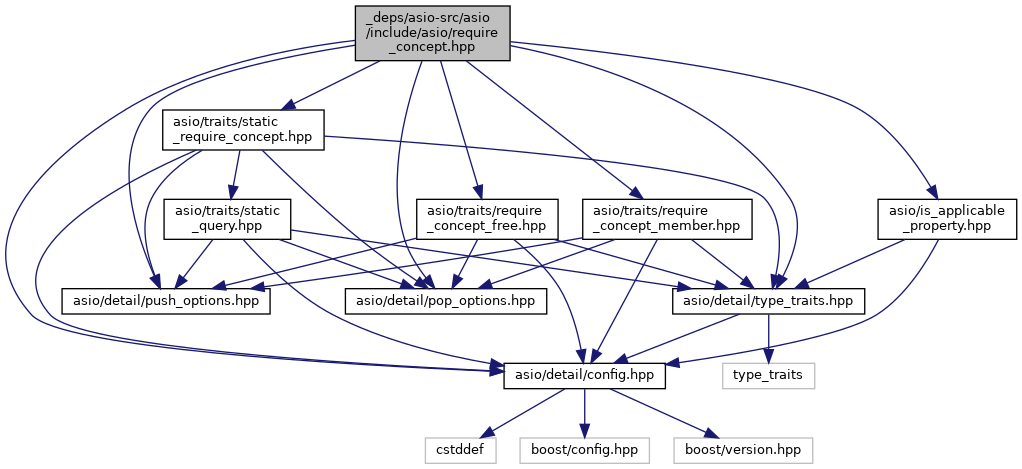 _deps/asio-src/asio
/include/asio/require
_concept.hpp
asio/traits/static
_require_concept.hpp
asio/traits/static
_query.hpp
asio/traits/require
_concept_free.hpp
asio/traits/require
_concept_member.hpp
asio/is_applicable
_property.hpp
asio/detail/push_options.hpp
asio/detail/pop_options.hpp
asio/detail/type_traits.hpp
asio/detail/config.hpp
type_traits
cstddef
boost/config.hpp
boost/version.hpp